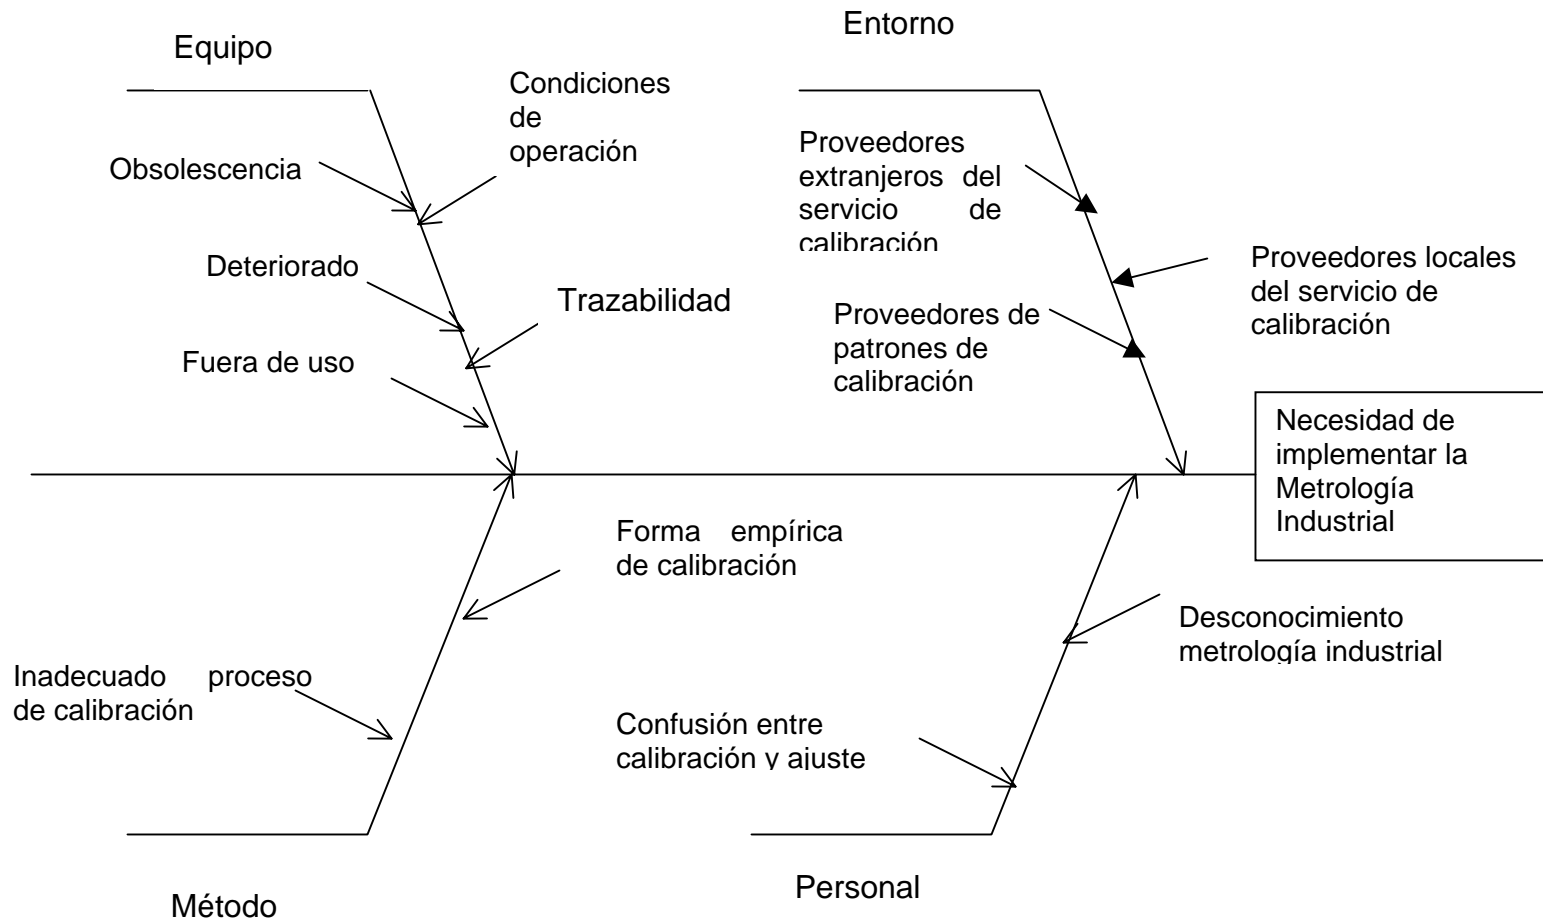 Equipo
Entorno
Condiciones
de
operación
Obsolescencia
Deteriorado
Trazabilidad
Fuera de uso
Proveedores
extranjeros del
servicio de
calibración
Proveedores locales
del servicio de
calibración
Proveedores de
patrones de
calibración
Necesidad de
implementar la
Metrología
Industrial
Forma empírica
de calibración
Inadecuado proceso
de calibración
Desconocimiento
metrología industrial
Confusión entre
calibración y ajuste
Método
Personal